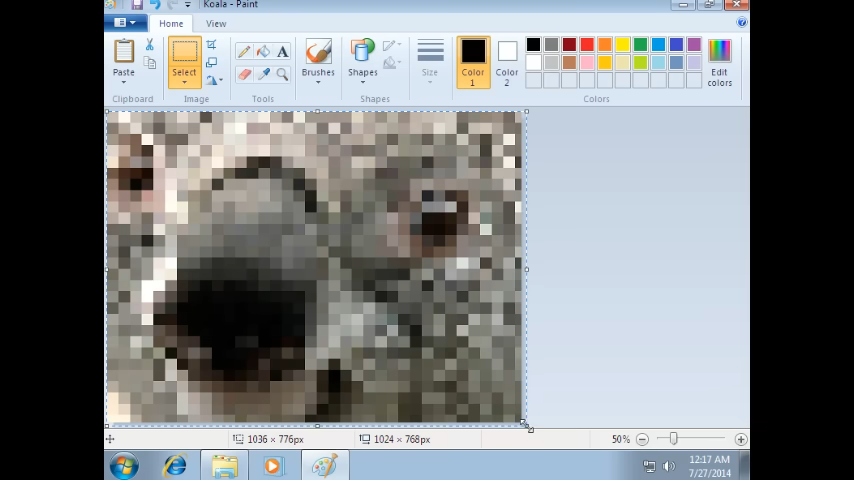 Koala - Paint
Home View
Paste
Select
Brushes
Shapes
Size
Color 1
Color 2
Edit colors
Clipboard
Image
Tools
Shapes
Colors
A
1036 × 776px
1024 × 768px
50%
12:17 AM
7/27/2014